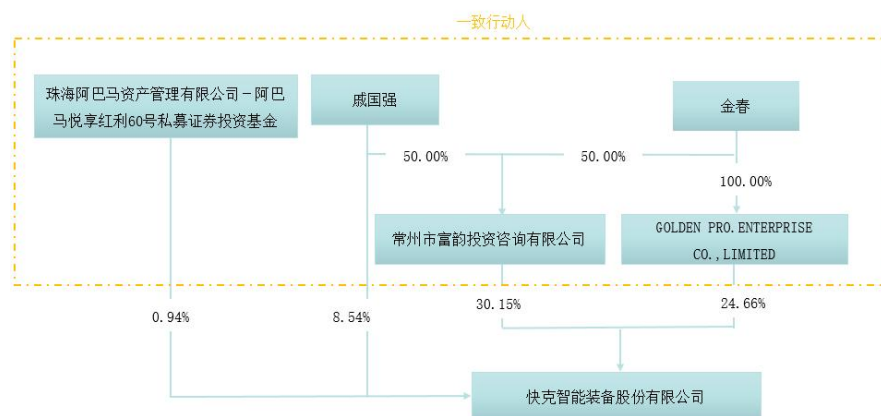 一致行动人
珠海阿巴马资产管理有限公司－阿巴
马悦享红利60号私募证券投资基金
戚国强
金春
50.00%
50.00%
100.00%
常州市富韵投资咨询有限公司
GOLDEN PRO.ENTERPRISE
CO.,LIMITED
0.94%
8.54%
30.15%
24.66%
快克智能装备股份有限公司